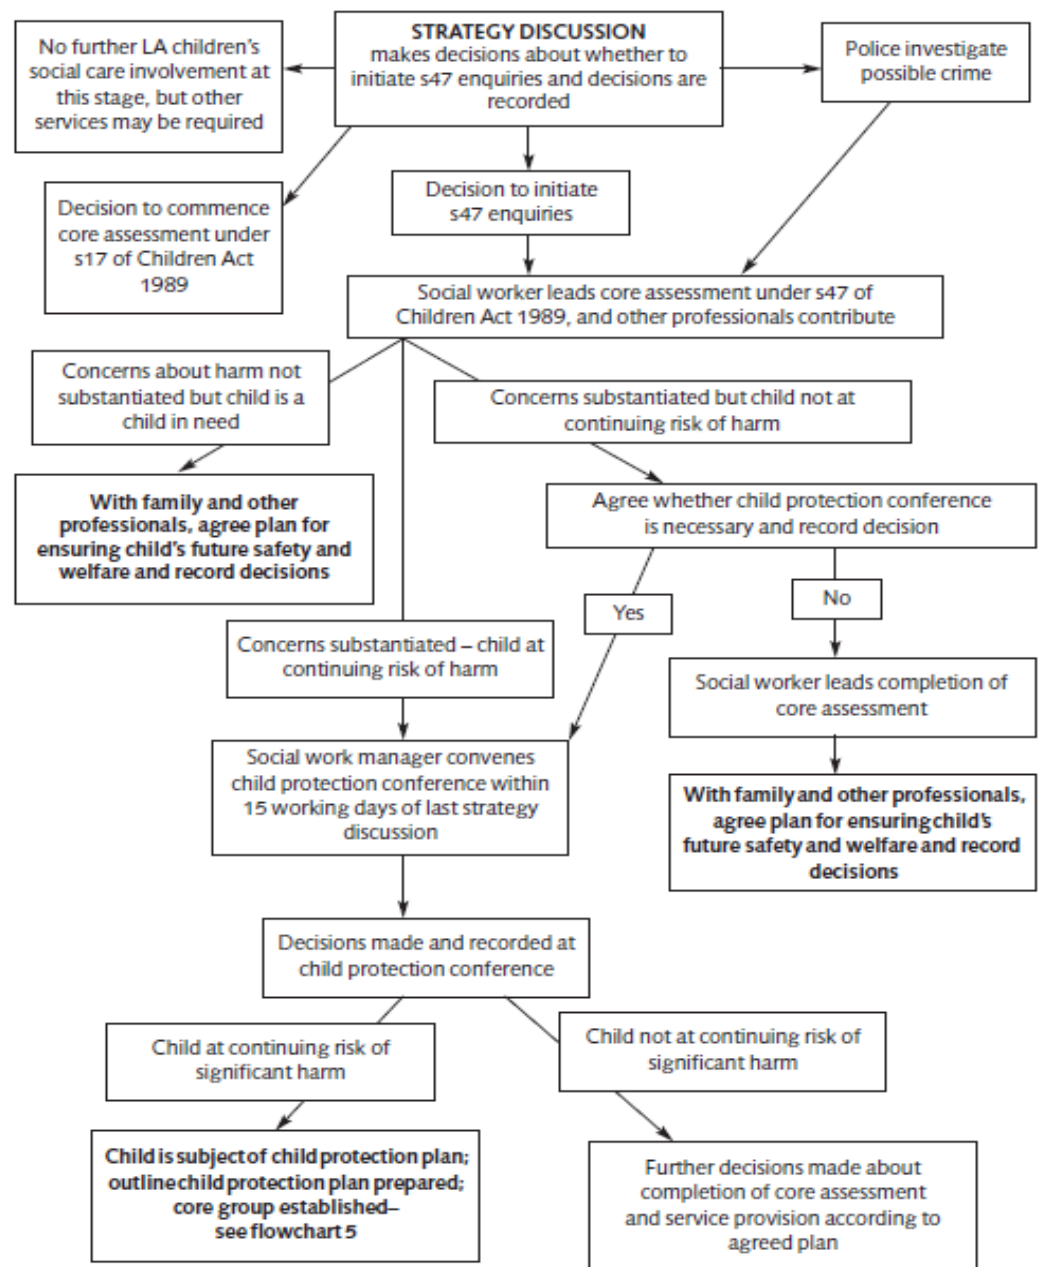 STRATEGY DISCUSSION
makes decisions about whether to
initiate s47 enquiries and decisions are
recorded
No further LA children's
social care involvement at
this stage, but other
services may be required
Police investigate
possible crime
Decision to commence
core assessment under
s17 of Children Act
1989
Decision to initiate
s47 enquiries
Social worker leads core assessment under s47 of
Children Act 1989, and other professionals contribute
Concerns about harm not
substantiated but child is a
child in need
Concerns substantiated but child not at
continuing risk of harm
With family and other
professionals, agree plan for
ensuring child's future safety and
welfare and record decisions
Agree whether child protection conference
is necessary and record decision
Yes
No
Concerns substantiated – child at
continuing risk of harm
Social worker leads completion of
core assessment
Social work manager convenes
child protection conference within
15 working days of last strategy
discussion
With family and other professionals,
agree plan for ensuring child's
future safety and welfare and record
decisions
Decisions made and recorded at
child protection conference
Child at continuing risk of
significant harm
Child not at continuing risk of
significant harm
Child is subject of child protection plan;
outline child protection plan prepared;
core group established–
see flowchart 5
Further decisions made about
completion of core assessment
and service provision according to
agreed plan